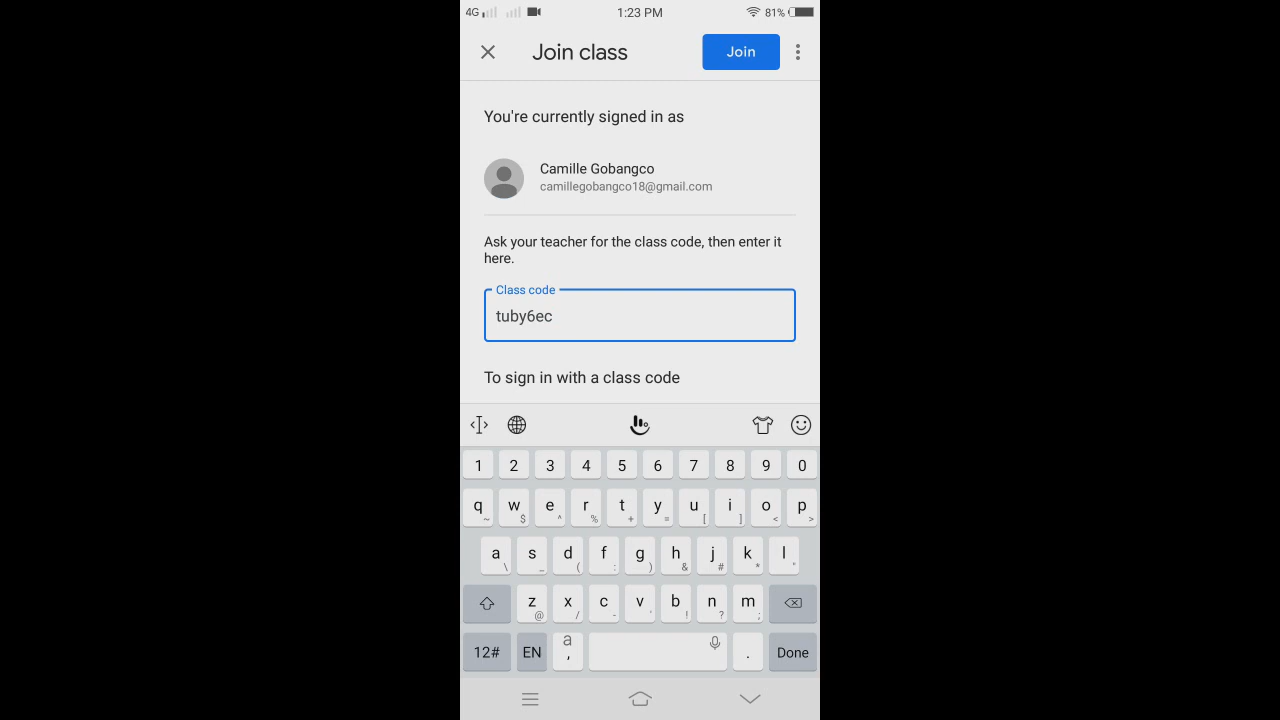 4G 1:23 PM 81%
Join class Join
You're currently signed in as
Camille Gobangco
camillegobangco18@gmail.com
Ask your teacher for the class code, then enter it
here.
Class code
tuby6ec
To sign in with a class code
1 2 3 4 5 6 7 8 9 0
q w e r t y u i o p
~ $ ^ % + = [ ] < >
a s d f g h j k l
\ _ ( : ) & # * "
z x c v b n m
@ / - ' ! ? ;
12# EN a , . Done